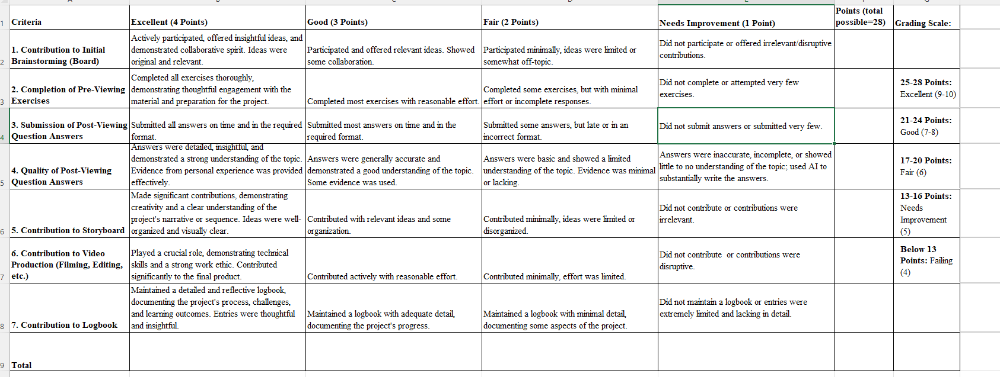 Points (total
1 Criteria Excellent (4 Points) Good (3 Points) Fair (2 Points) Needs Improvement (1 Point) possible=28) Grading Scale:
Actively participated, offered insightful ideas, and
1. Contribution to Initial demonstrated collaborative spirit. Ideas were Participated and offered relevant ideas. Showed Participated minimally, ideas were limited or Did not participate or offered irrelevant/disruptive
2 Brainstorming (Board) original and relevant. some collaboration. somewhat off-topic. contributions.
Completed all exercises thoroughly,
2. Completion of Pre-Viewing demonstrating thoughtful engagement with the Completed some exercises, but with minimal Did not complete or attempted very few 25-28 Points:
3 Exercises material and preparation for the project. Completed most exercises with reasonable effort. effort or incomplete responses. exercises. Excellent (9-10)
3. Submission of Post-Viewing Submitted all answers on time and in the required Submitted most answers on time and in the Submitted some answers, but late or in an Did not submit answers or submitted very few. 21-24 Points:
4 Question Answers format. required format. incorrect format. Good (7-8)
Answers were detailed, insightful, and
demonstrated a strong understanding of the topic. Answers were generally accurate and Answers were basic and showed a limited Answers were inaccurate, incomplete, or showed 17-20 Points:
4. Quality of Post-Viewing Evidence from personal experience was provided demonstrated a good understanding of the topic. understanding of the topic. Evidence was minimal little to no understanding of the topic; used AI to Fair (6)
5 Question Answers effectively. Some evidence was used. or lacking. substantially write the answers.
Made significant contributions, demonstrating 13-16 Points:
creativity and a clear understanding of the Did not contribute or contributions were Needs
project's narrative or sequence. Ideas were well- Contributed with relevant ideas and some Contributed minimally, ideas were limited or irrelevant. Improvement
6 5. Contribution to Storyboard organized and visually clear. organization. disorganized. (5)
6. Contribution to Video Played a crucial role, demonstrating technical Did not contribute  or contributions were Below 13
Production (Filming, Editing, skills and a strong work ethic. Contributed disruptive. Points: Failing
7 etc.) significantly to the final product. Contributed actively with reasonable effort. Contributed minimally, effort was limited. (4)
Maintained a detailed and reflective logbook,
documenting the project's process, challenges, Did not maintain a logbook or entries were
and learning outcomes. Entries were thoughtful Maintained a logbook with adequate detail, Maintained a logbook with minimal detail, extremely limited and lacking in detail.
8 7. Contribution to Logbook and insightful. documenting the project's progress. documenting some aspects of the project.
9 Total